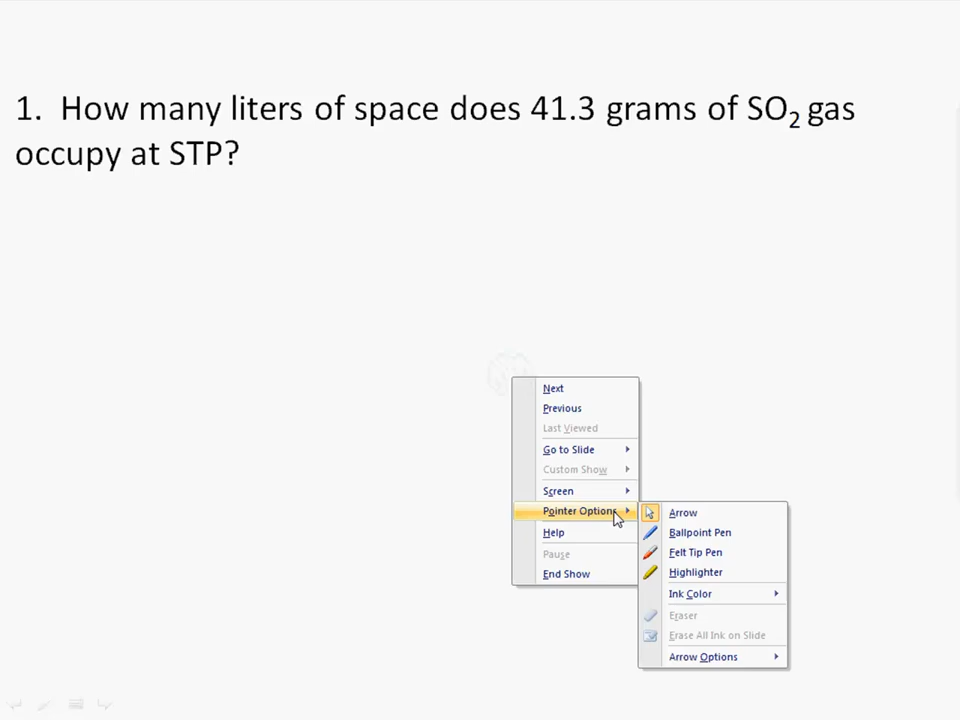 1. How many liters of space does 41.3 grams of SO₂ gas
occupy at STP?
Next
Previous
Last Viewed
Go to Slide
Custom Show
Screen
Pointer Options
Help
Pause
End Show
Arrow
Ballpoint Pen
Felt Tip Pen
Highlighter
Ink Color
Eraser
Erase All Ink on Slide
Arrow Options